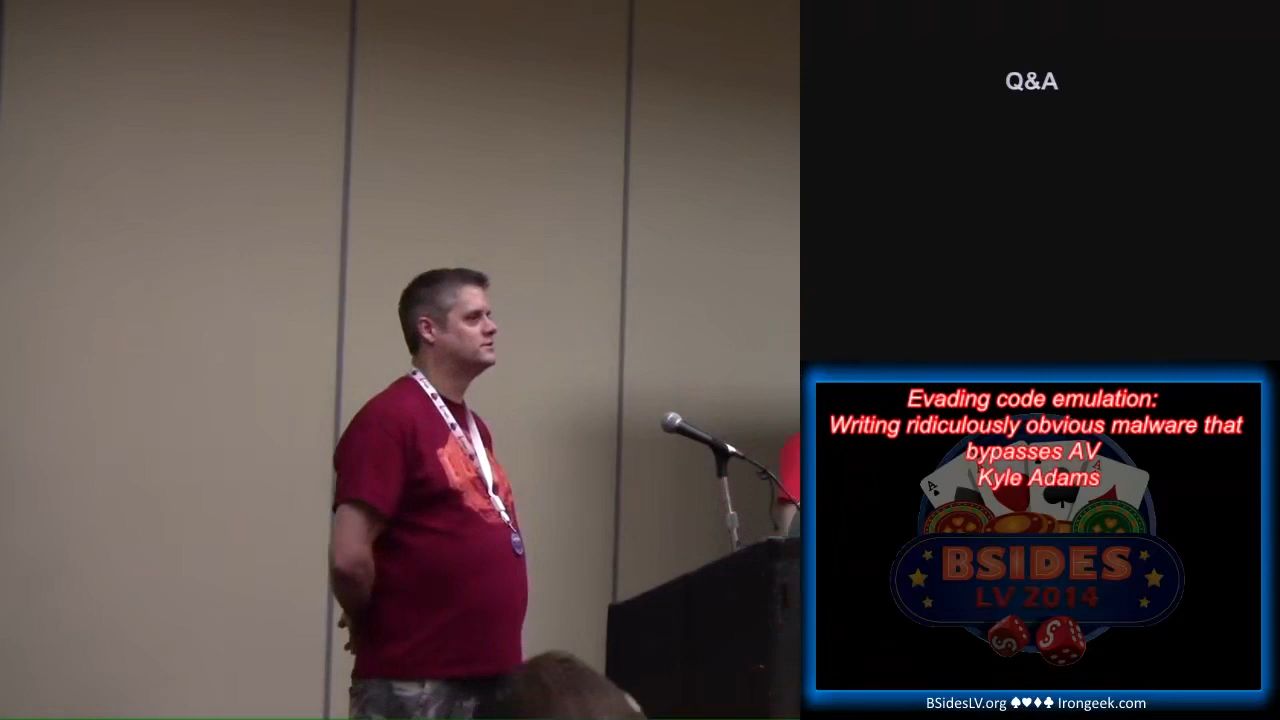 Q&A
Evading code emulation:
Writing ridiculously obvious malware that
bypasses AV
Kyle Adams
BSIDES
LV 2014
BSidesLV.org ♠♥♦♣ Irongeek.com